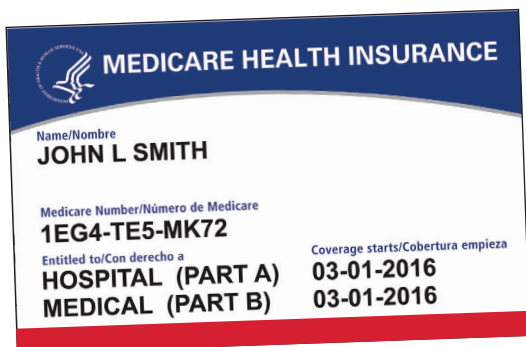 MEDICARE HEALTH INSURANCE
Name/Nombre
JOHN L SMITH
Medicare Number/Número de Medicare
1EG4-TE5-MK72
Entitled to/Con derecho a
HOSPITAL (PART A)
MEDICAL (PART B)
Coverage starts/Cobertura empieza
03-01-2016
03-01-2016